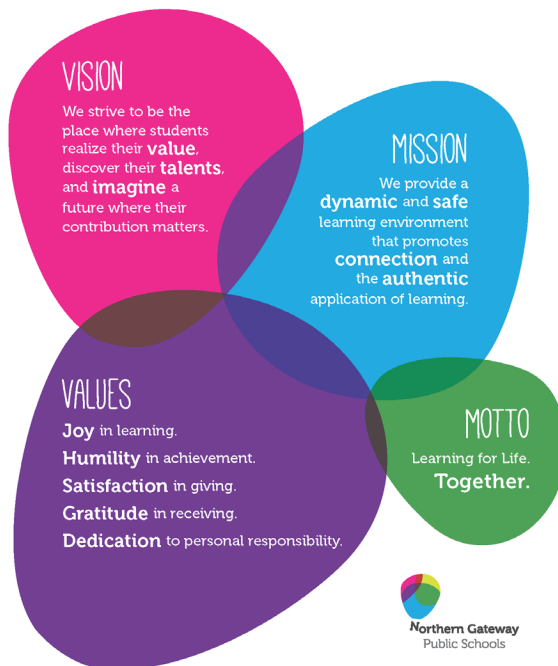 VISION
We strive to be the
place where students
realize their value,
discover their talents,
and imagine a
future where their
contribution matters.
MISSION
We provide a
dynamic and safe
learning environment
that promotes
connection and
the authentic
application of learning.
VALUES
Joy in learning.
Humility in achievement.
Satisfaction in giving.
Gratitude in receiving.
Dedication to personal responsibility.
MOTTO
Learning for Life.
Together.
Northern Gateway
Public Schools